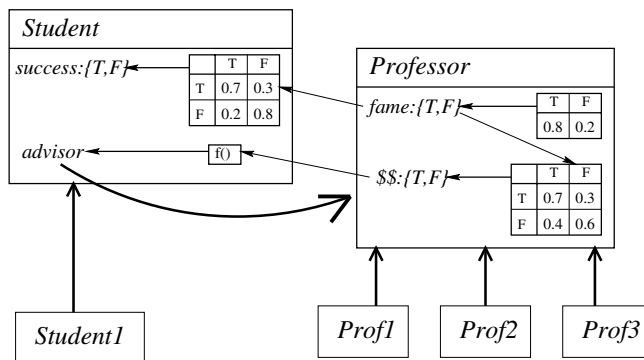 Student
success:{T,F}
T F
T 0.7 0.3
F 0.2 0.8
advisor
f()
Professor
fame:{T,F}
T F
0.8 0.2
$$:{T,F}
T F
T 0.7 0.3
F 0.4 0.6
Student1
Prof1
Prof2
Prof3